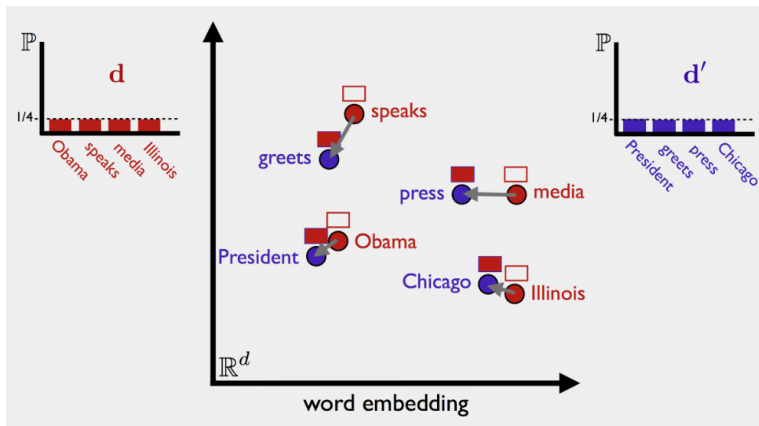 ℙ
d
1/4
Obama
speaks
media
Illinois
speaks
greets
press
media
Obama
President
Chicago
Illinois
ℝᵈ
word embedding
ℙ
d′
1/4
President
greets
press
Chicago